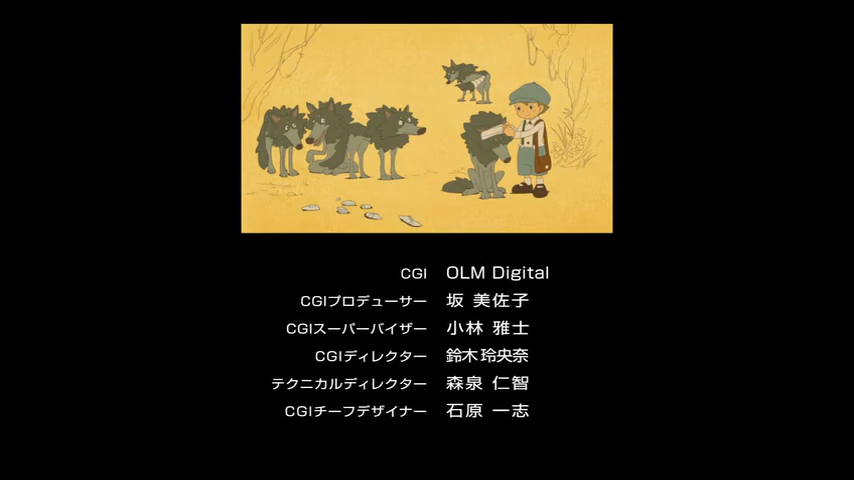 CGI OLM Digital
CGIプロデューサー 坂 美佐子
CGIスーパーバイザー 小林 雅士
CGIディレクター 鈴木 玲央奈
テクニカルディレクター 森泉 仁智
CGIチーフデザイナー 石原 一志